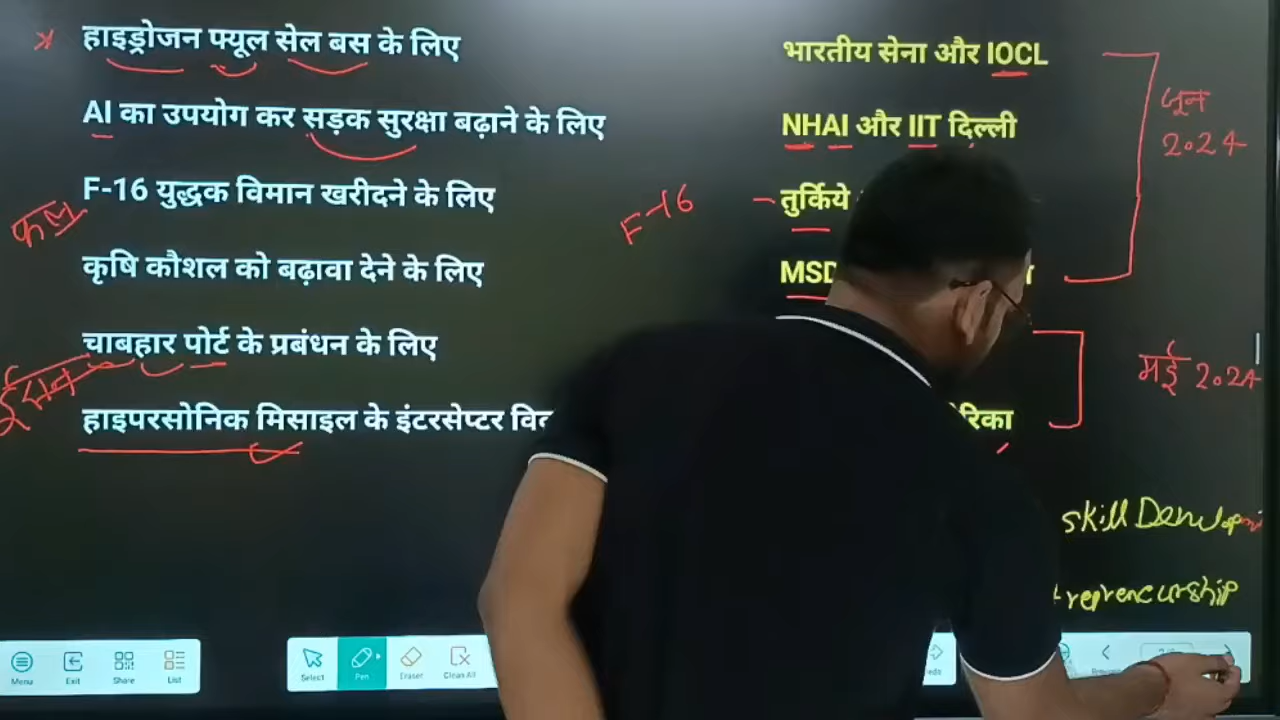 हाइड्रोजन फ्यूल सेल बस के लिए भारतीय सेना और IOCL
जून
2024
AI का उपयोग कर सड़क सुरक्षा बढ़ाने के लिए NHAI और IIT दिल्ली
F-16 युद्धक विमान खरीदने के लिए F-16 तुर्किये
कृषि कौशल को बढ़ावा देने के लिए MSD
चाबहार पोर्ट के प्रबंधन के लिए
मई 2024
ईरान
हाइपरसोनिक मिसाइल के इंटरसेप्टर
skill
Menu Exit Share List Select Pen Eraser Clean All